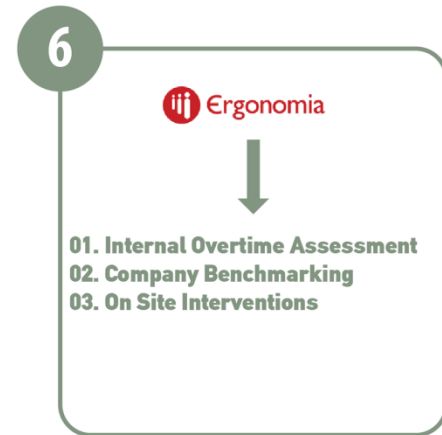 6
Ergonomia
01. Internal Overtime Assessment
02. Company Benchmarking
03. On Site Interventions